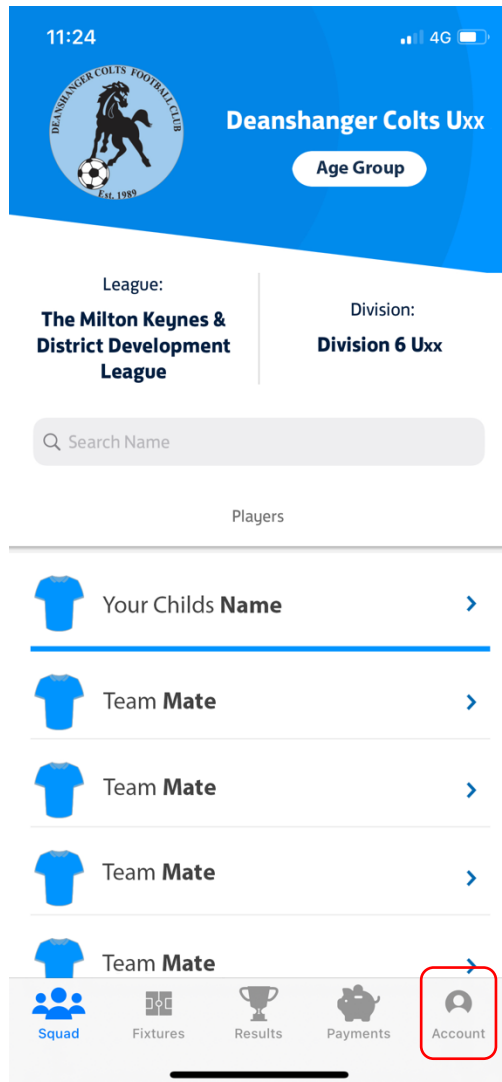 11:24
4G
DEANSHANGER COLTS FOOTBALL CLUB
Est. 1989
Deanshanger Colts Uxx
Age Group
League:
The Milton Keynes &
District Development
League
Division:
Division 6 Uxx
Search Name
Players
Your Childs Name
Team Mate
Team Mate
Team Mate
Team Mate
Squad
Fixtures
Results
Payments
Account